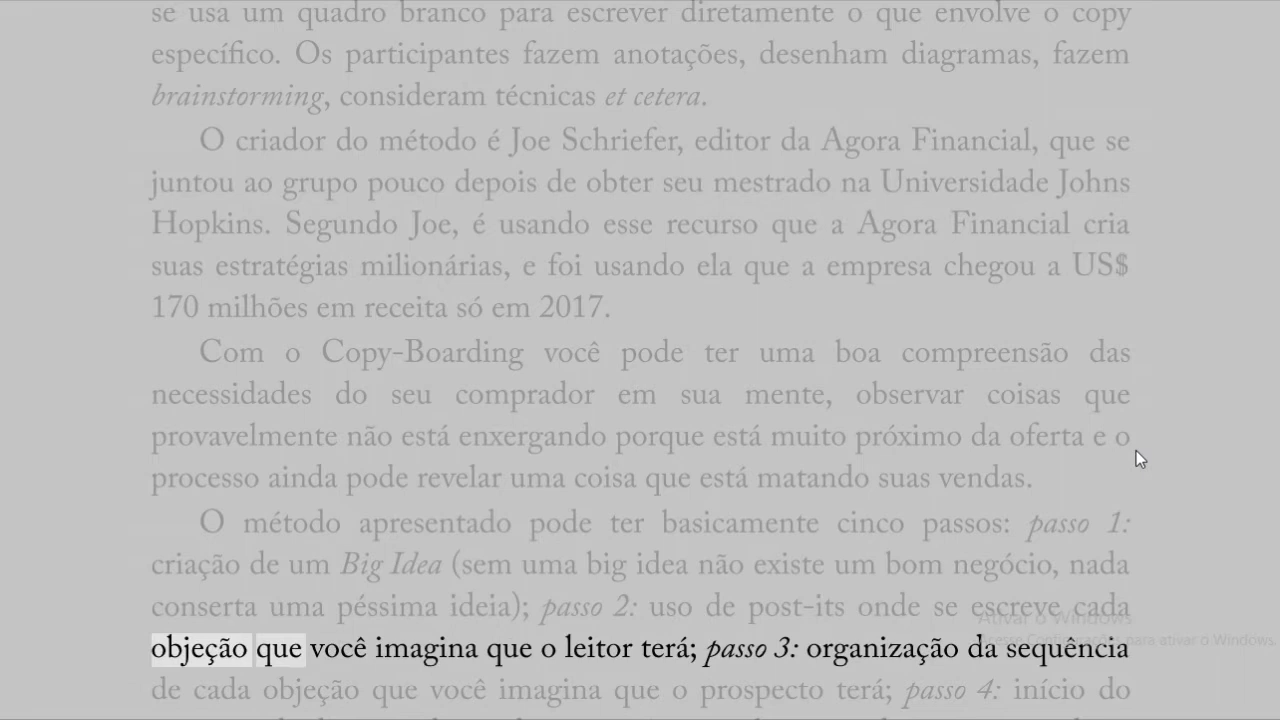 se usa um quadro branco para escrever diretamente o que envolve o copy
específico. Os participantes fazem anotações, desenham diagramas, fazem
brainstorming, consideram técnicas et cetera.
O criador do método é Joe Schriefer, editor da Agora Financial, que se
juntou ao grupo pouco depois de obter seu mestrado na Universidade Johns
Hopkins. Segundo Joe, é usando esse recurso que a Agora Financial cria
suas estratégias milionárias, e foi usando ela que a empresa chegou a US$
170 milhões em receita só em 2017.
Com o Copy-Boarding você pode ter uma boa compreensão das
necessidades do seu comprador em sua mente, observar coisas que
provavelmente não está enxergando porque está muito próximo da oferta e o
processo ainda pode revelar uma coisa que está matando suas vendas.
O método apresentado pode ter basicamente cinco passos: passo 1:
criação de um Big Idea (sem uma big idea não existe um bom negócio, nada
conserta uma péssima ideia); passo 2: uso de post-its onde se escreve cada
Ativar o Windows
Acesse Configurações para ativar o Windows.
objeção que você imagina que o leitor terá; passo 3: organização da sequência
de cada objeção que você imagina que o prospecto terá; passo 4: início do